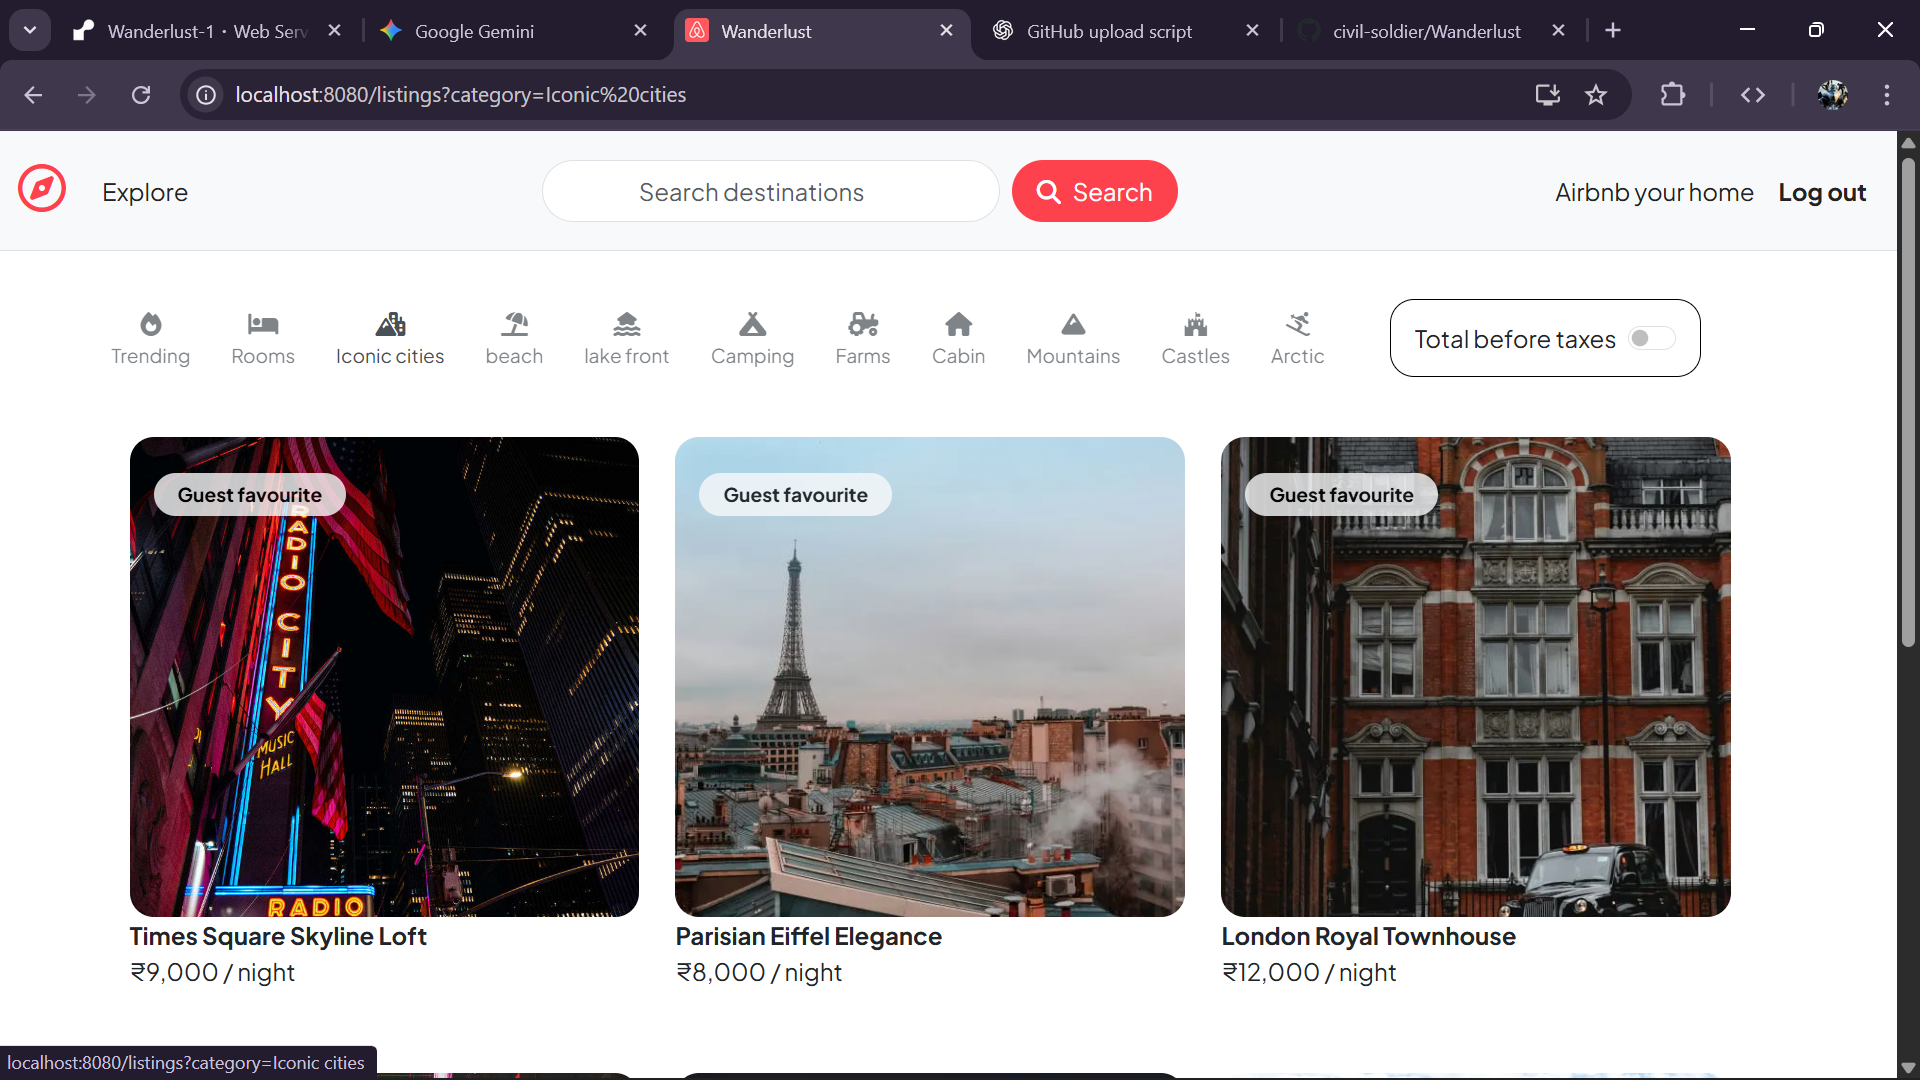 Wanderlust-1 • Web Serv
Google Gemini
Wanderlust
GitHub upload script
civil-soldier/Wanderlust
localhost:8080/listings?category=Iconic%20cities
Explore
Search destinations
Search
Airbnb your home
Log out
Trending
Rooms
Iconic cities
beach
lake front
Camping
Farms
Cabin
Mountains
Castles
Arctic
Total before taxes
Guest favourite
Guest favourite
Guest favourite
RADIO CITY
MUSIC
HALL
RADIO
Times Square Skyline Loft
₹9,000 / night
Parisian Eiffel Elegance
₹8,000 / night
London Royal Townhouse
₹12,000 / night
localhost:8080/listings?category=Iconic cities